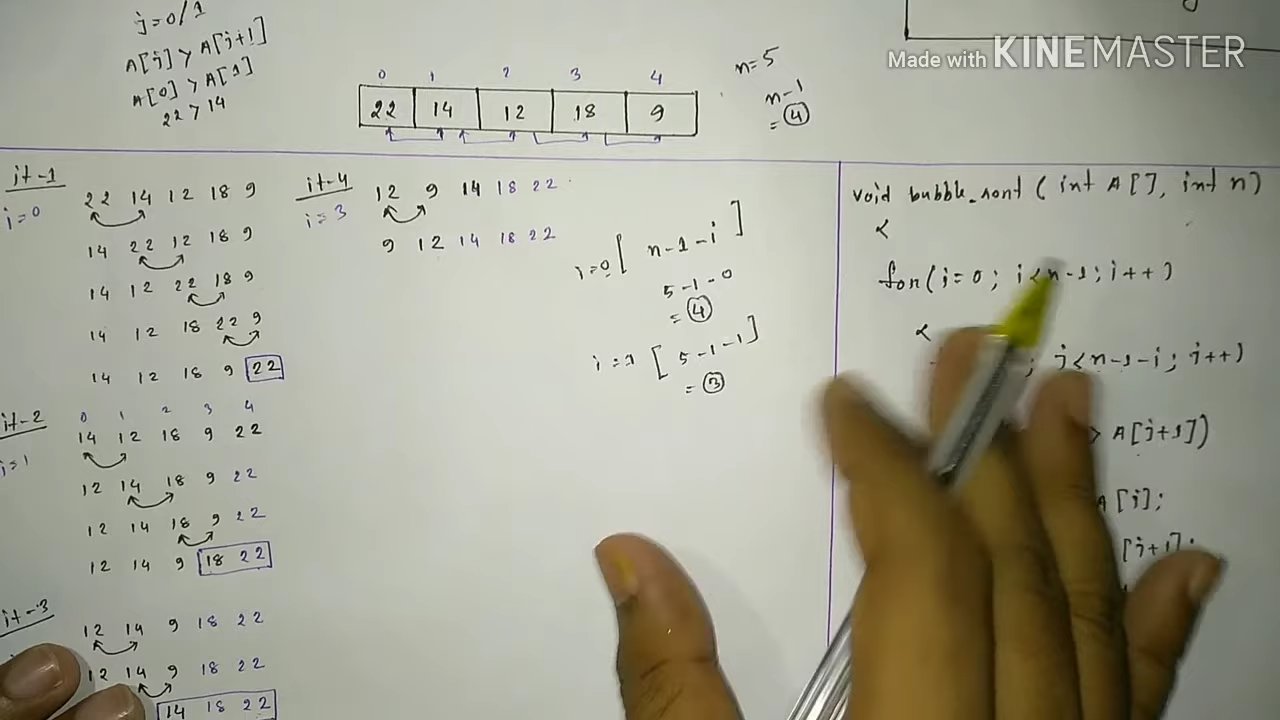 j=0/1
A[j] > A[j+1]
A[0] > A[1]
22 > 14
0 1 2 3 4
22 14 12 18 9
n=5
n-1
= 4
Made with KINEMASTER
it-1
i=0
22 14 12 18 9
14 22 12 18 9
14 12 22 18 9
14 12 18 22 9
14 12 18 9 22
it-2
i=1
0 1 2 3 4
14 12 18 9 22
12 14 18 9 22
12 14 18 9 22
12 14 9 18 22
it-3
12 14 9 18 22
12 14 9 18 22
14 18 22
it-4
i=3
12 9 14 18 22
9 12 14 18 22
i=0 [ n-1-i ]
5-1-0
= 4
i=1 [ 5-1-1 ]
= 3
void bubble_sort ( int A[], int n)
{
for(i=0; i<n-1; i++)
{
; j<n-1-i; j++)
> A[j+1])
A[j];
[j+1];